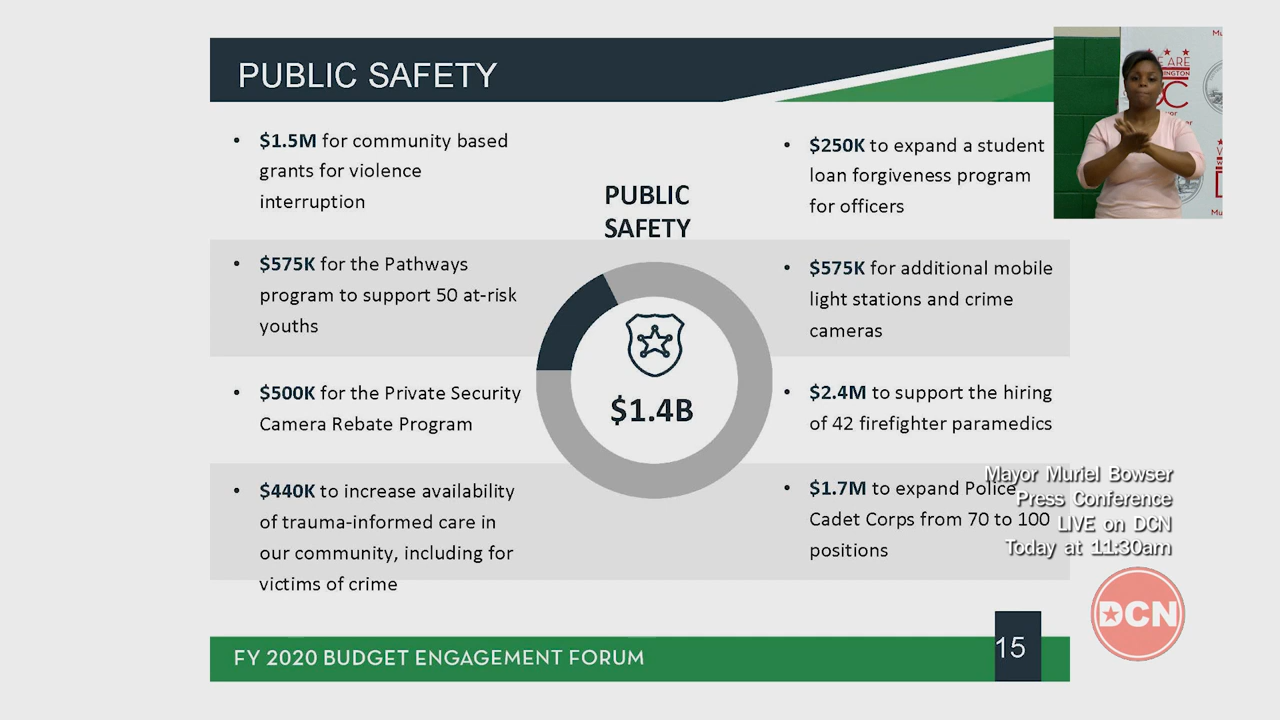 PUBLIC SAFETY
• $1.5M for community based
grants for violence
interruption
• $575K for the Pathways
program to support 50 at-risk
youths
• $500K for the Private Security
Camera Rebate Program
• $440K to increase availability
of trauma-informed care in
our community, including for
victims of crime
PUBLIC
SAFETY
$1.4B
• $250K to expand a student
loan forgiveness program
for officers
• $575K for additional mobile
light stations and crime
cameras
• $2.4M to support the hiring
of 42 firefighter paramedics
• $1.7M to expand Police
Cadet Corps from 70 to 100
positions
Mayor Muriel Bowser
Press Conference
LIVE on DCN
Today at 11:30am
DCN
FY 2020 BUDGET ENGAGEMENT FORUM
15